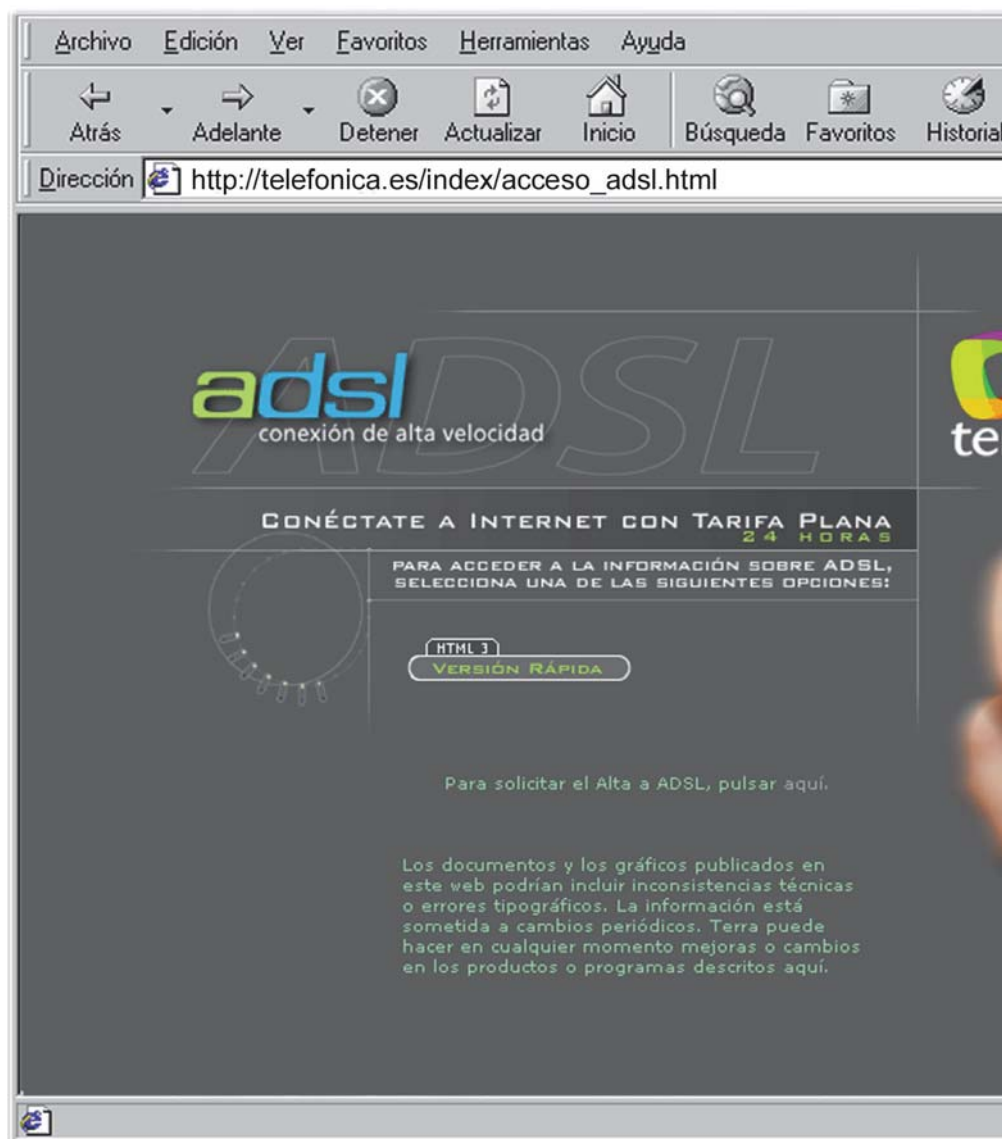 Archivo Edición Ver Favoritos Herramientas Ayuda
Atrás Adelante Detener Actualizar Inicio Búsqueda Favoritos Historial
Dirección http://telefonica.es/index/acceso_adsl.html
ADSL
adsl
conexión de alta velocidad
te
CONÉCTATE A INTERNET CON TARIFA PLANA
24 HORAS
PARA ACCEDER A LA INFORMACIÓN SOBRE ADSL,
SELECCIONA UNA DE LAS SIGUIENTES OPCIONES:
HTML 3
VERSIÓN RÁPIDA
Para solicitar el Alta a ADSL, pulsar aquí.
Los documentos y los gráficos publicados en
este web podrían incluir inconsistencias técnicas
o errores tipográficos. La información está
sometida a cambios periódicos. Terra puede
hacer en cualquier momento mejoras o cambios
en los productos o programas descritos aquí.